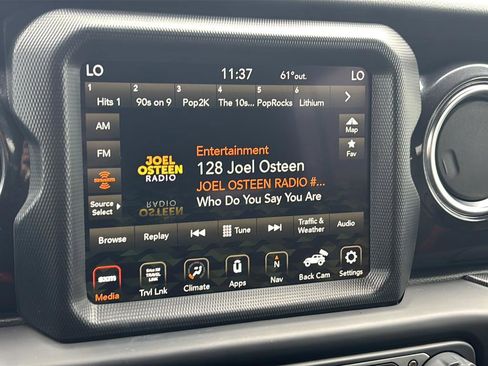 LO 11:37 61°out. LO
1 2 3 4 5 6
Hits 1 90s on 9 Pop2K The 10s... PopRocks Lithium
AM
Map
FM
Fav
JOEL
OSTEEN
RADIO
Entertainment
128 Joel Osteen
JOEL OSTEEN RADIO #...
Who Do You Say You Are
Source
Select
Browse Replay Tune Traffic &
Weather Audio
Media Trvl Lnk Climate Apps Nav Back Cam Settings
N